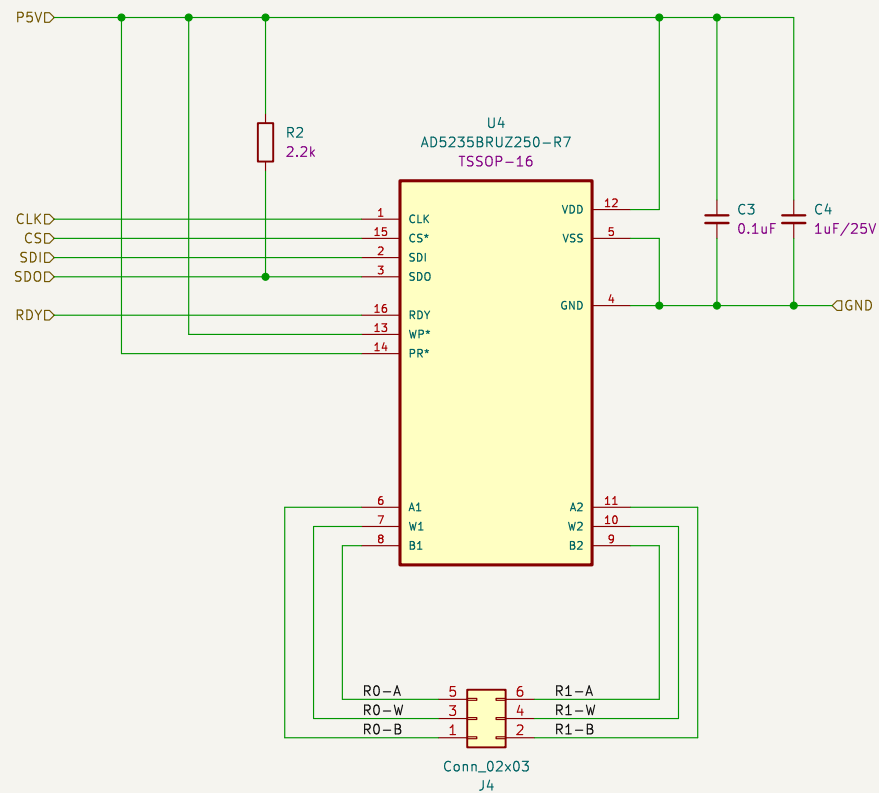 P5V
R2
2.2k
U4
AD5235BRUZ250-R7
TSSOP-16
CLK 1 CLK
CS 15 CS*
SDI 2 SDI
SDO 3 SDO
RDY 16 RDY
13 WP*
14 PR*
VDD 12
VSS 5
GND 4 GND
C3
0.1uF
C4
1uF/25V
6 A1 A2 11
7 W1 W2 10
8 B1 B2 9
R0-A 5 6 R1-A
R0-W 3 4 R1-W
R0-B 1 2 R1-B
Conn_02x03
J4